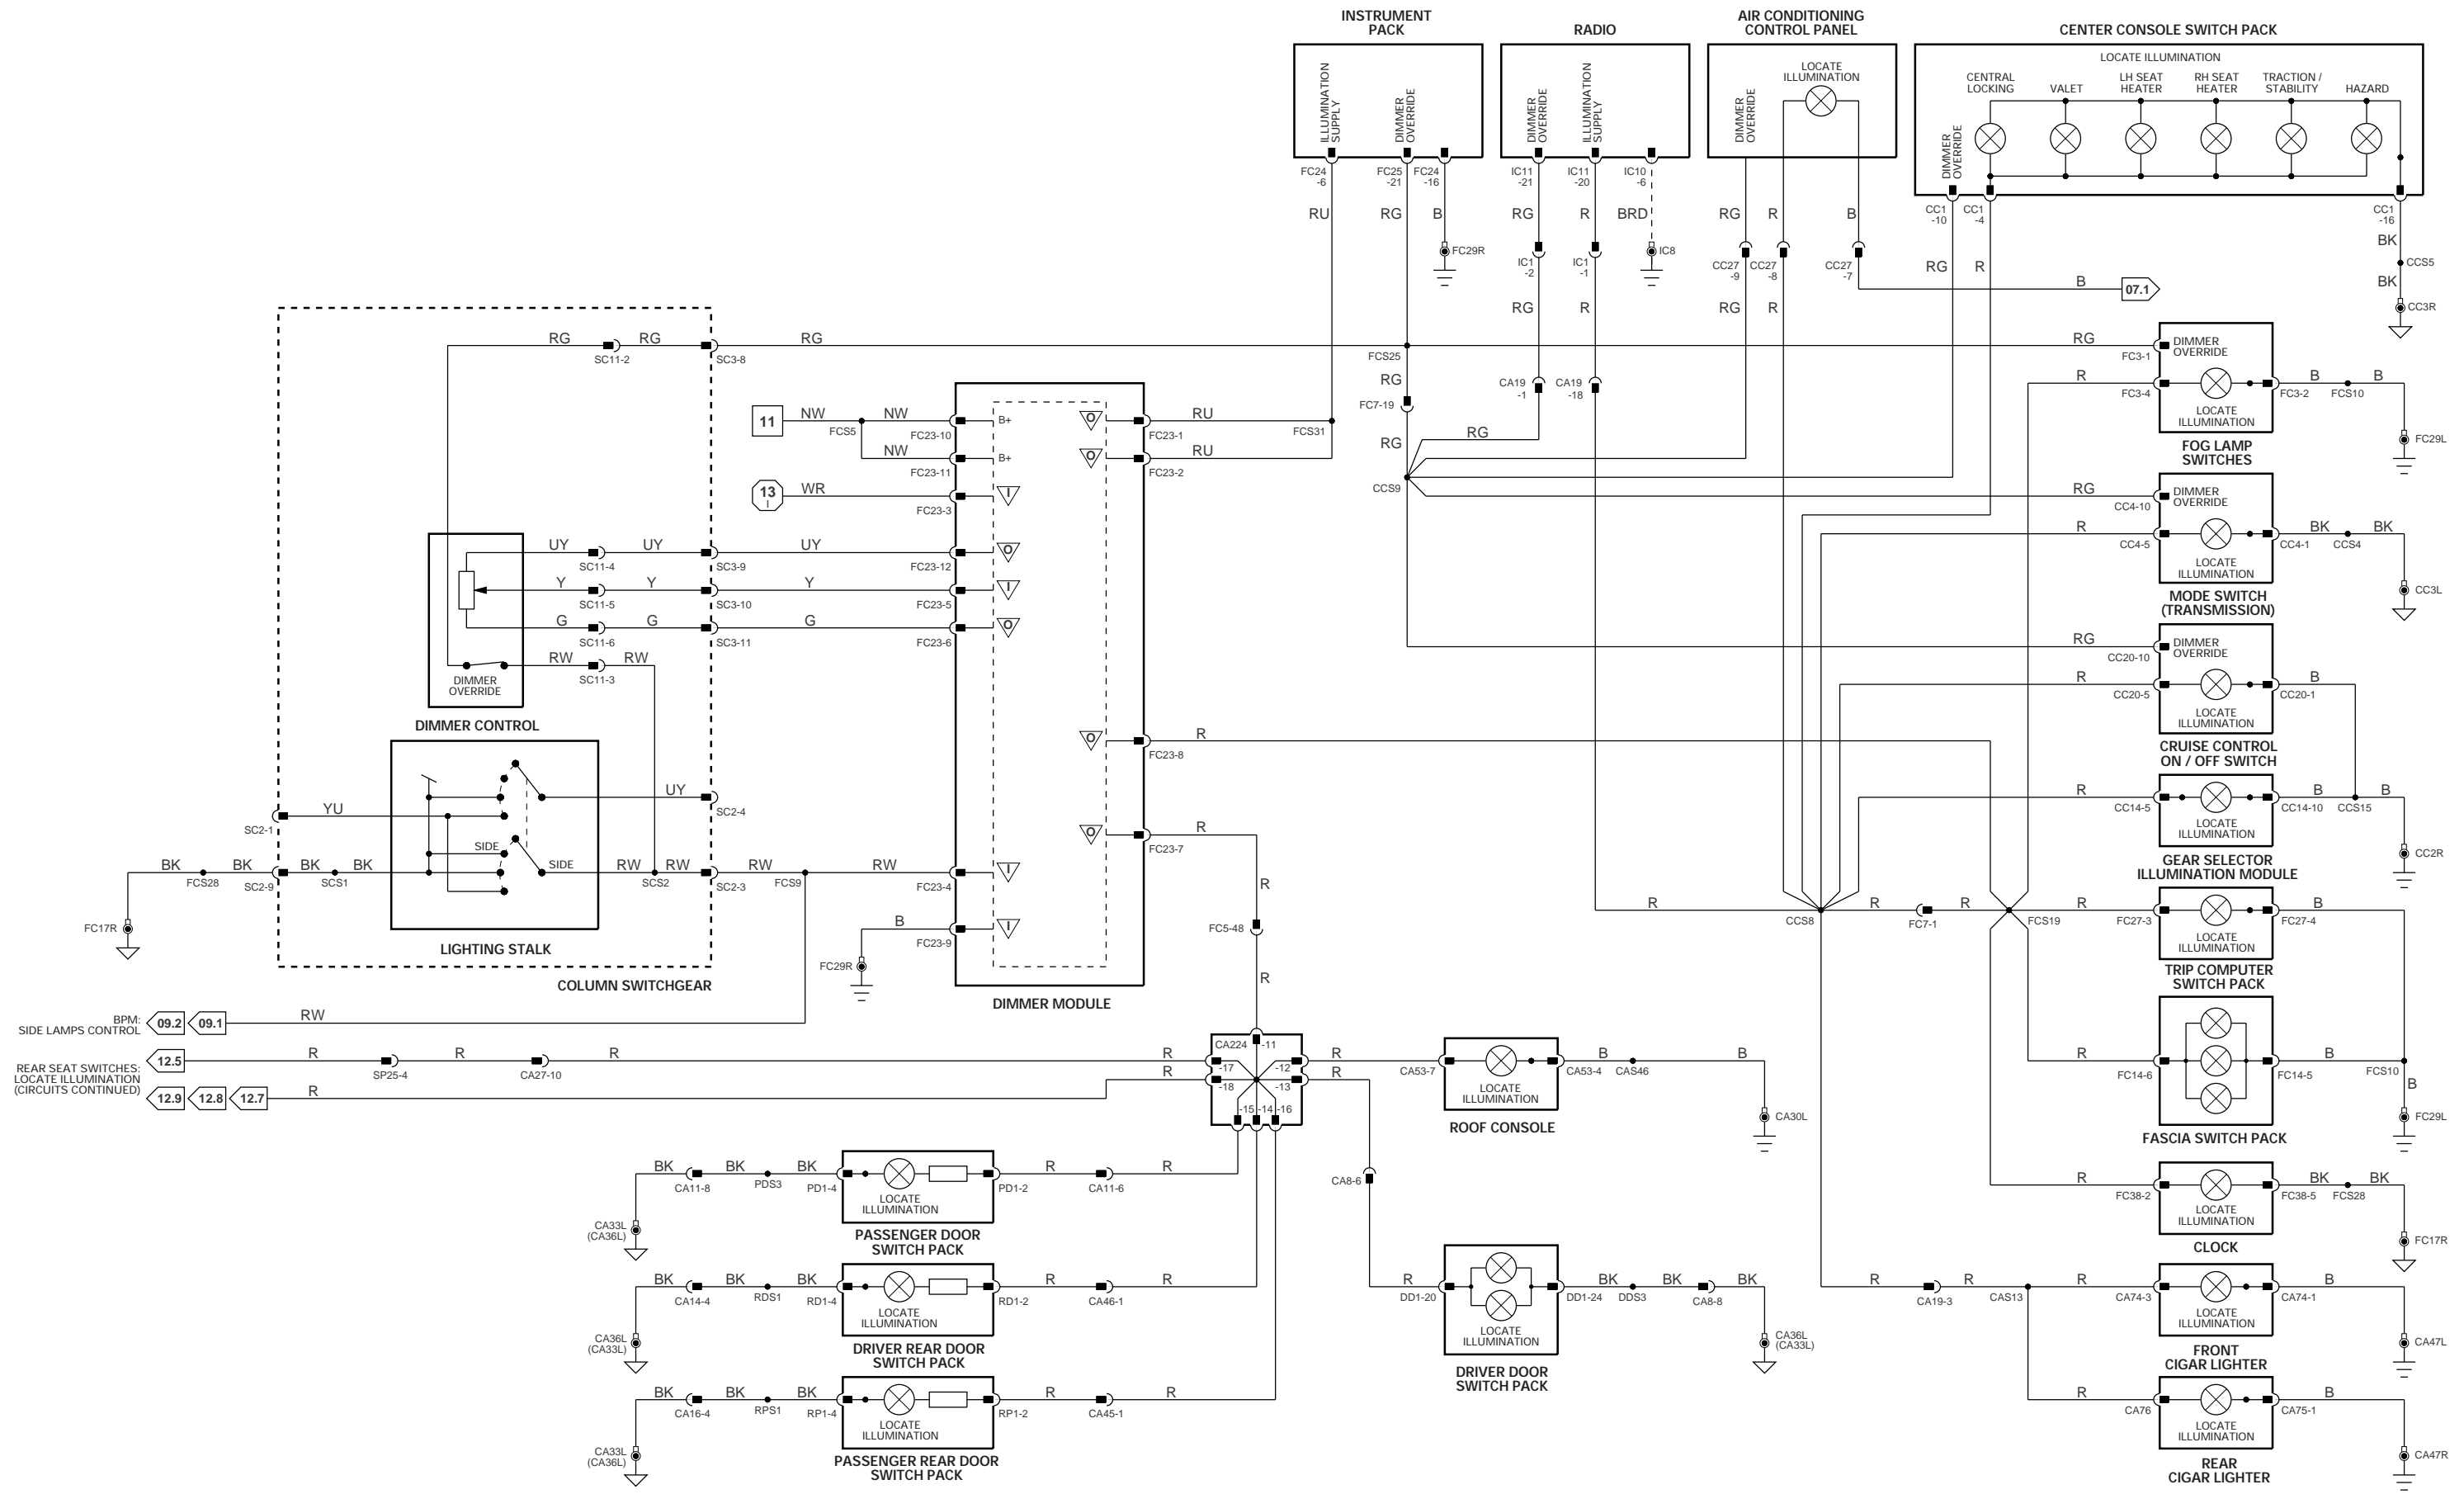 INSTRUMENT
PACK
RADIO
AIR CONDITIONING
CONTROL PANEL
CENTER CONSOLE SWITCH PACK
ILLUMINATION
SUPPLY
DIMMER
OVERRIDE
DIMMER
OVERRIDE
ILLUMINATION
SUPPLY
DIMMER
OVERRIDE
LOCATE
ILLUMINATION
LOCATE ILLUMINATION
CENTRAL
LOCKING
VALET
LH SEAT
HEATER
RH SEAT
HEATER
TRACTION /
STABILITY
HAZARD
DIMMER
OVERRIDE
FC24
-6
FC25
-21
FC24
-16
IC11
-21
IC11
-20
IC10
-6
CC1
-10
CC1
-4
CC1
-16
RU
RG
B
RG
R
BRD
RG
R
B
BK
FC29R
IC1
-2
IC1
-1
IC8
CC27
-9
CC27
-8
CC27
-7
RG
R
CCS5
BK
B
07.1
CC3R
RG
R
RG
R
RG
SC11-2
RG
SC3-8
RG
FCS25
RG
FC3-1
DIMMER
OVERRIDE
R
FC3-4
LOCATE
ILLUMINATION
B
FC3-2
FCS10
B
FC29L
FOG LAMP
SWITCHES
RG
FC7-19
CA19
-1
CA19
-18
RG
RG
CCS9
11
NW
FCS5
NW
FC23-10
B+
NW
FC23-11
B+
13
I
WR
FC23-3
I
O
FC23-1
RU
FCS31
O
FC23-2
RU
RG
CC4-10
DIMMER
OVERRIDE
R
CC4-5
LOCATE
ILLUMINATION
BK
CC4-1
CCS4
BK
CC3L
MODE SWITCH
(TRANSMISSION)
UY
SC11-4
UY
SC3-9
UY
FC23-12
O
Y
SC11-5
Y
SC3-10
Y
FC23-5
I
G
SC11-6
G
SC3-11
G
FC23-6
O
RW
SC11-3
RW
DIMMER
OVERRIDE
DIMMER CONTROL
RG
CC20-10
DIMMER
OVERRIDE
R
CC20-5
LOCATE
ILLUMINATION
B
CC20-1
CRUISE CONTROL
ON / OFF SWITCH
O
FC23-8
R
R
CC14-5
LOCATE
ILLUMINATION
B
CC14-10
CCS15
B
CC2R
GEAR SELECTOR
ILLUMINATION MODULE
SC2-1
YU
UY
SC2-4
SIDE
SIDE
BK
FCS28
BK
SC2-9
BK
SCS1
BK
RW
SCS2
RW
SC2-3
RW
FCS9
RW
FC23-4
I
FC17R
LIGHTING STALK
COLUMN SWITCHGEAR
O
FC23-7
R
B
FC23-9
I
FC29R
DIMMER MODULE
R
FC5-48
R
R
CCS8
R
FC7-1
R
FCS19
R
FC27-3
LOCATE
ILLUMINATION
B
FC27-4
TRIP COMPUTER
SWITCH PACK
BPM:
SIDE LAMPS CONTROL
09.2
09.1
RW
REAR SEAT SWITCHES:
LOCATE ILLUMINATION
(CIRCUITS CONTINUED)
12.5
R
SP25-4
R
CA27-10
R
R
12.9
12.8
12.7
R
R
CA224
-11
-17
-12
-18
-13
-15
-14
-16
R
CA53-7
LOCATE
ILLUMINATION
B
CA53-4
CAS46
B
CA30L
ROOF CONSOLE
R
CA8-6
R
FC14-6
B
FC14-5
FCS10
B
FC29L
FASCIA SWITCH PACK
BK
CA11-8
BK
PDS3
BK
PD1-4
LOCATE
ILLUMINATION
PD1-2
R
CA11-6
R
CA33L
(CA36L)
PASSENGER DOOR
SWITCH PACK
R
FC38-2
LOCATE
ILLUMINATION
BK
FC38-5
FCS28
BK
FC17R
CLOCK
BK
CA14-4
BK
RDS1
BK
RD1-4
LOCATE
ILLUMINATION
RD1-2
R
CA46-1
R
CA36L
(CA33L)
DRIVER REAR DOOR
SWITCH PACK
R
DD1-20
LOCATE
ILLUMINATION
DD1-24
BK
DDS3
BK
CA8-8
BK
CA36L
(CA33L)
DRIVER DOOR
SWITCH PACK
R
CA19-3
R
CAS13
R
CA74-3
LOCATE
ILLUMINATION
B
CA74-1
CA47L
FRONT
CIGAR LIGHTER
BK
CA16-4
BK
RPS1
BK
RP1-4
LOCATE
ILLUMINATION
RP1-2
R
CA45-1
R
CA33L
(CA36L)
PASSENGER REAR DOOR
SWITCH PACK
R
CA76
LOCATE
ILLUMINATION
B
CA75-1
CA47R
REAR
CIGAR LIGHTER